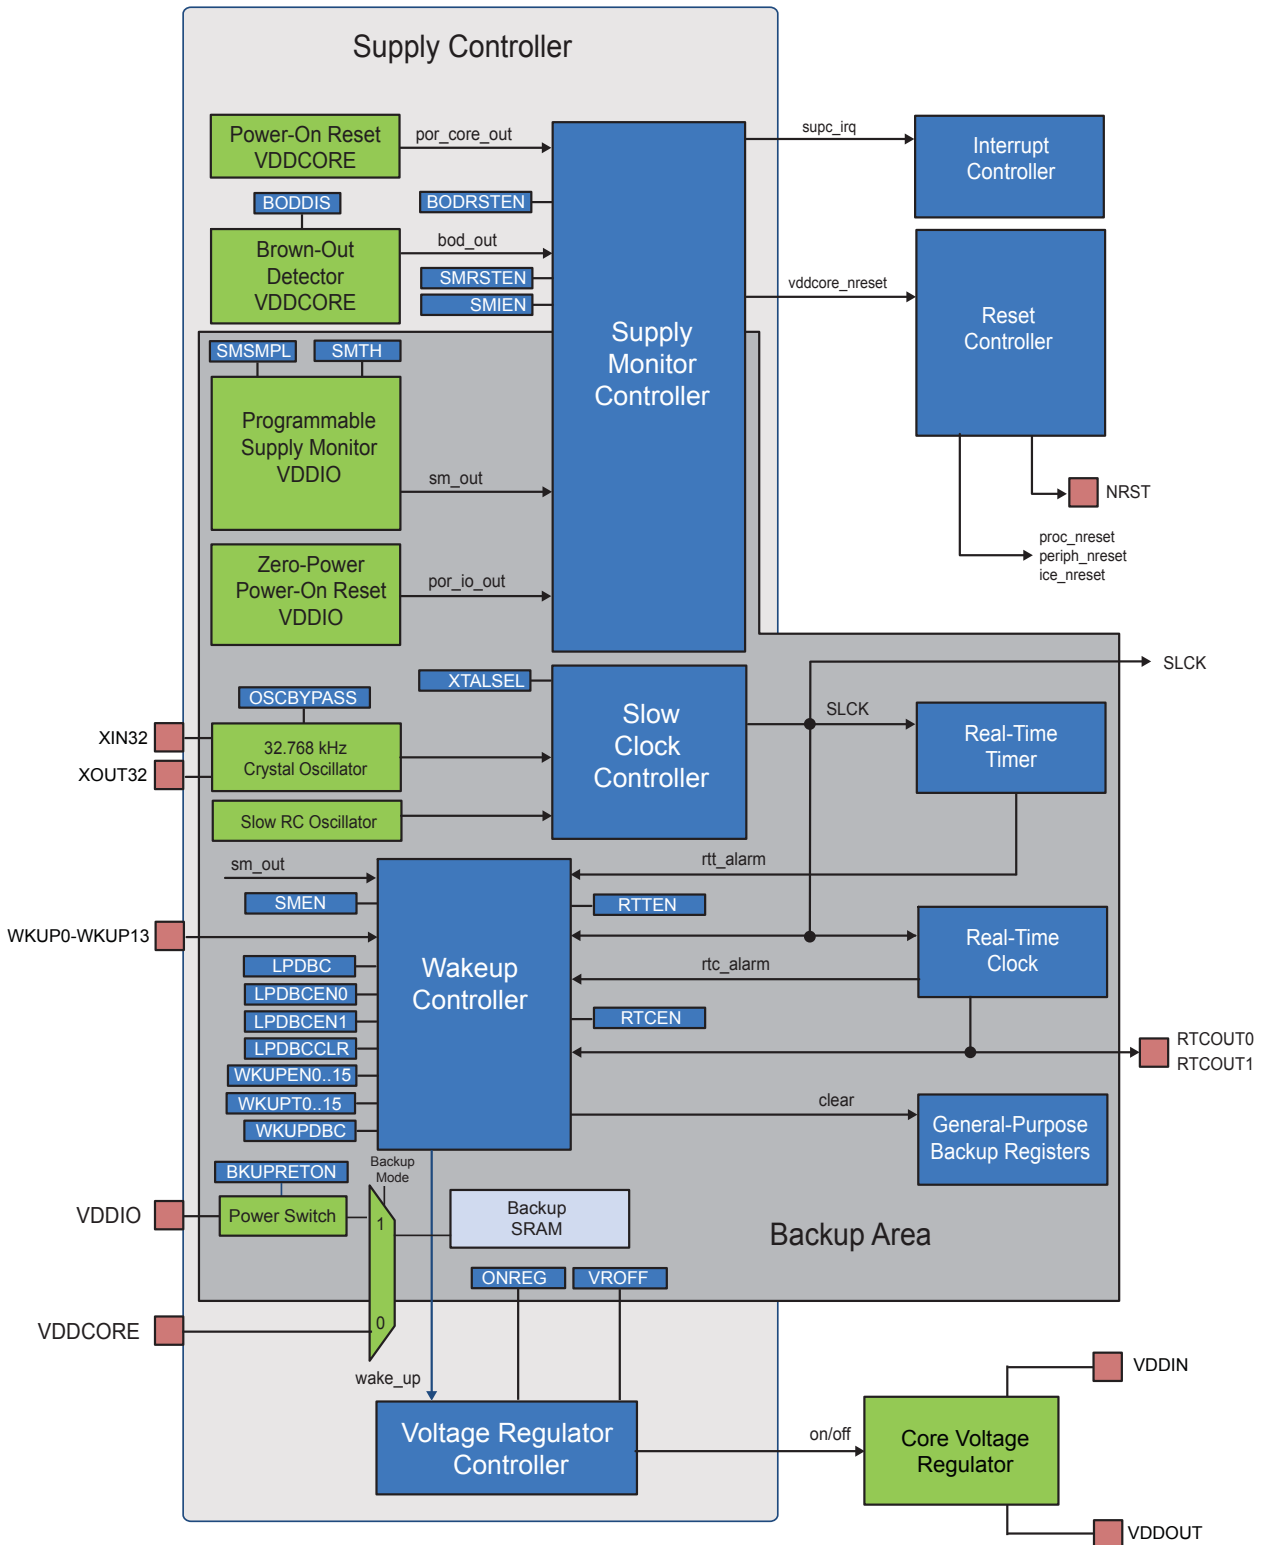 Supply Controller
Power-On Reset
VDDCORE
por_core_out
supc_irq
Interrupt
Controller
BODDIS
BODRSTEN
Brown-Out
Detector
VDDCORE
bod_out
SMRSTEN
SMIEN
vddcore_nreset
Reset
Controller
Supply
Monitor
Controller
SMSMPL
SMTH
Programmable
Supply Monitor
VDDIO
sm_out
NRST
proc_nreset
periph_nreset
ice_nreset
Zero-Power
Power-On Reset
VDDIO
por_io_out
SLCK
XTALSEL
OSCBYPASS
Slow
Clock
Controller
SLCK
Real-Time
Timer
XIN32
XOUT32
32.768 kHz
Crystal Oscillator
Slow RC Oscillator
sm_out
rtt_alarm
SMEN
RTTEN
WKUP0-WKUP13
Wakeup
Controller
Real-Time
Clock
LPDBC
rtc_alarm
LPDBCEN0
LPDBCEN1
RTCEN
LPDBCCLR
RTCOUT0
RTCOUT1
WKUPEN0..15
WKUPT0..15
clear
WKUPDBC
General-Purpose
Backup Registers
BKUPRETON
Backup
Mode
VDDIO
Power Switch
1
Backup
SRAM
Backup Area
ONREG
VROFF
VDDCORE
0
wake_up
VDDIN
Voltage Regulator
Controller
on/off
Core Voltage
Regulator
VDDOUT